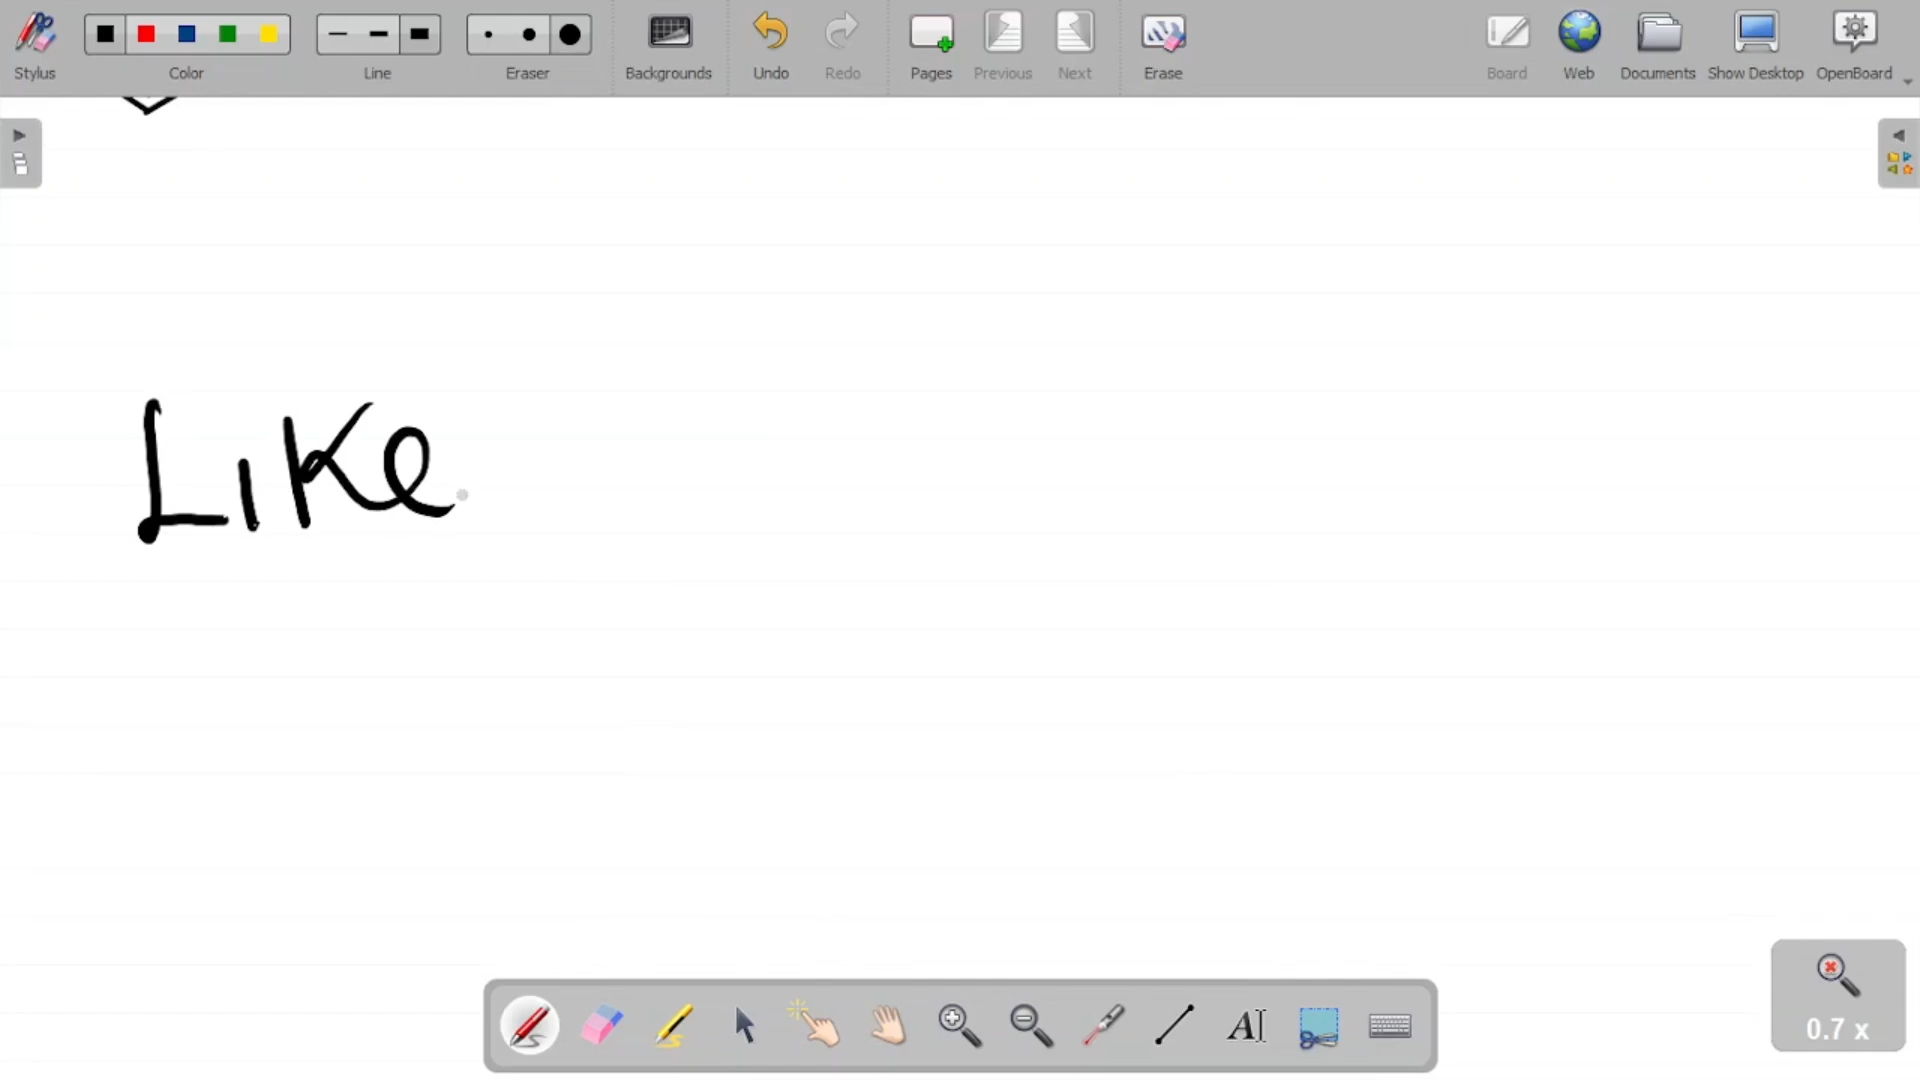 Stylus Color Line Eraser Backgrounds Undo Redo Pages Previous Next Erase Board Web Documents Show Desktop OpenBoard
LIKe
AI
0.7 x